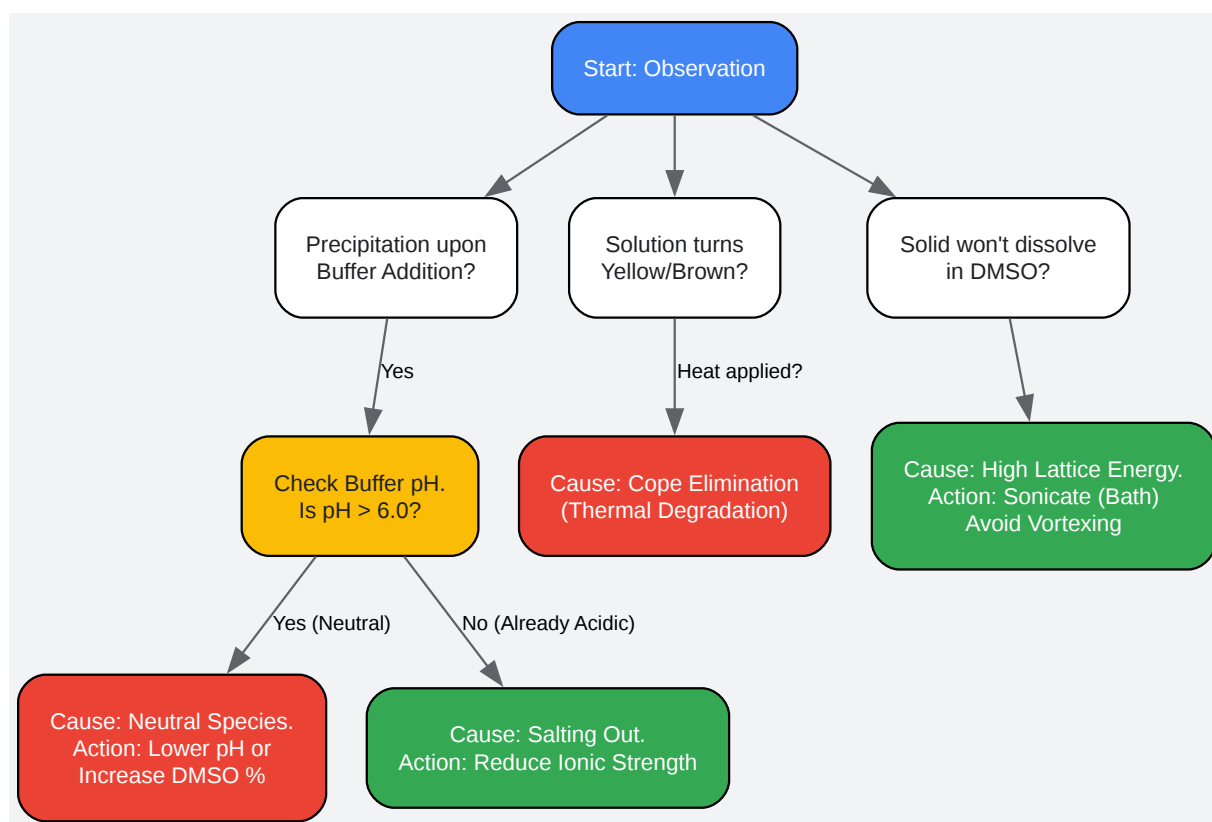 Start: Observation
Precipitation upon
Buffer Addition?
Solution turns
Yellow/Brown?
Solid won't dissolve
in DMSO?
Yes
Heat applied?
Check Buffer pH.
Is pH > 6.0?
Cause: Cope Elimination
(Thermal Degradation)
Cause: High Lattice Energy.
Action: Sonicate (Bath)
Avoid Vortexing
Yes (Neutral)
No (Already Acidic)
Cause: Neutral Species.
Action: Lower pH or
Increase DMSO %
Cause: Salting Out.
Action: Reduce Ionic Strength